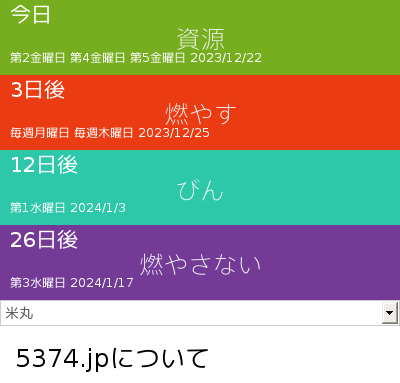 今日
資源
第2金曜日 第4金曜日 第5金曜日 2023/12/22
3日後
燃やす
毎週月曜日 毎週木曜日 2023/12/25
12日後
びん
第1水曜日 2024/1/3
26日後
燃やさない
第3水曜日 2024/1/17
米丸
5374.jpについて